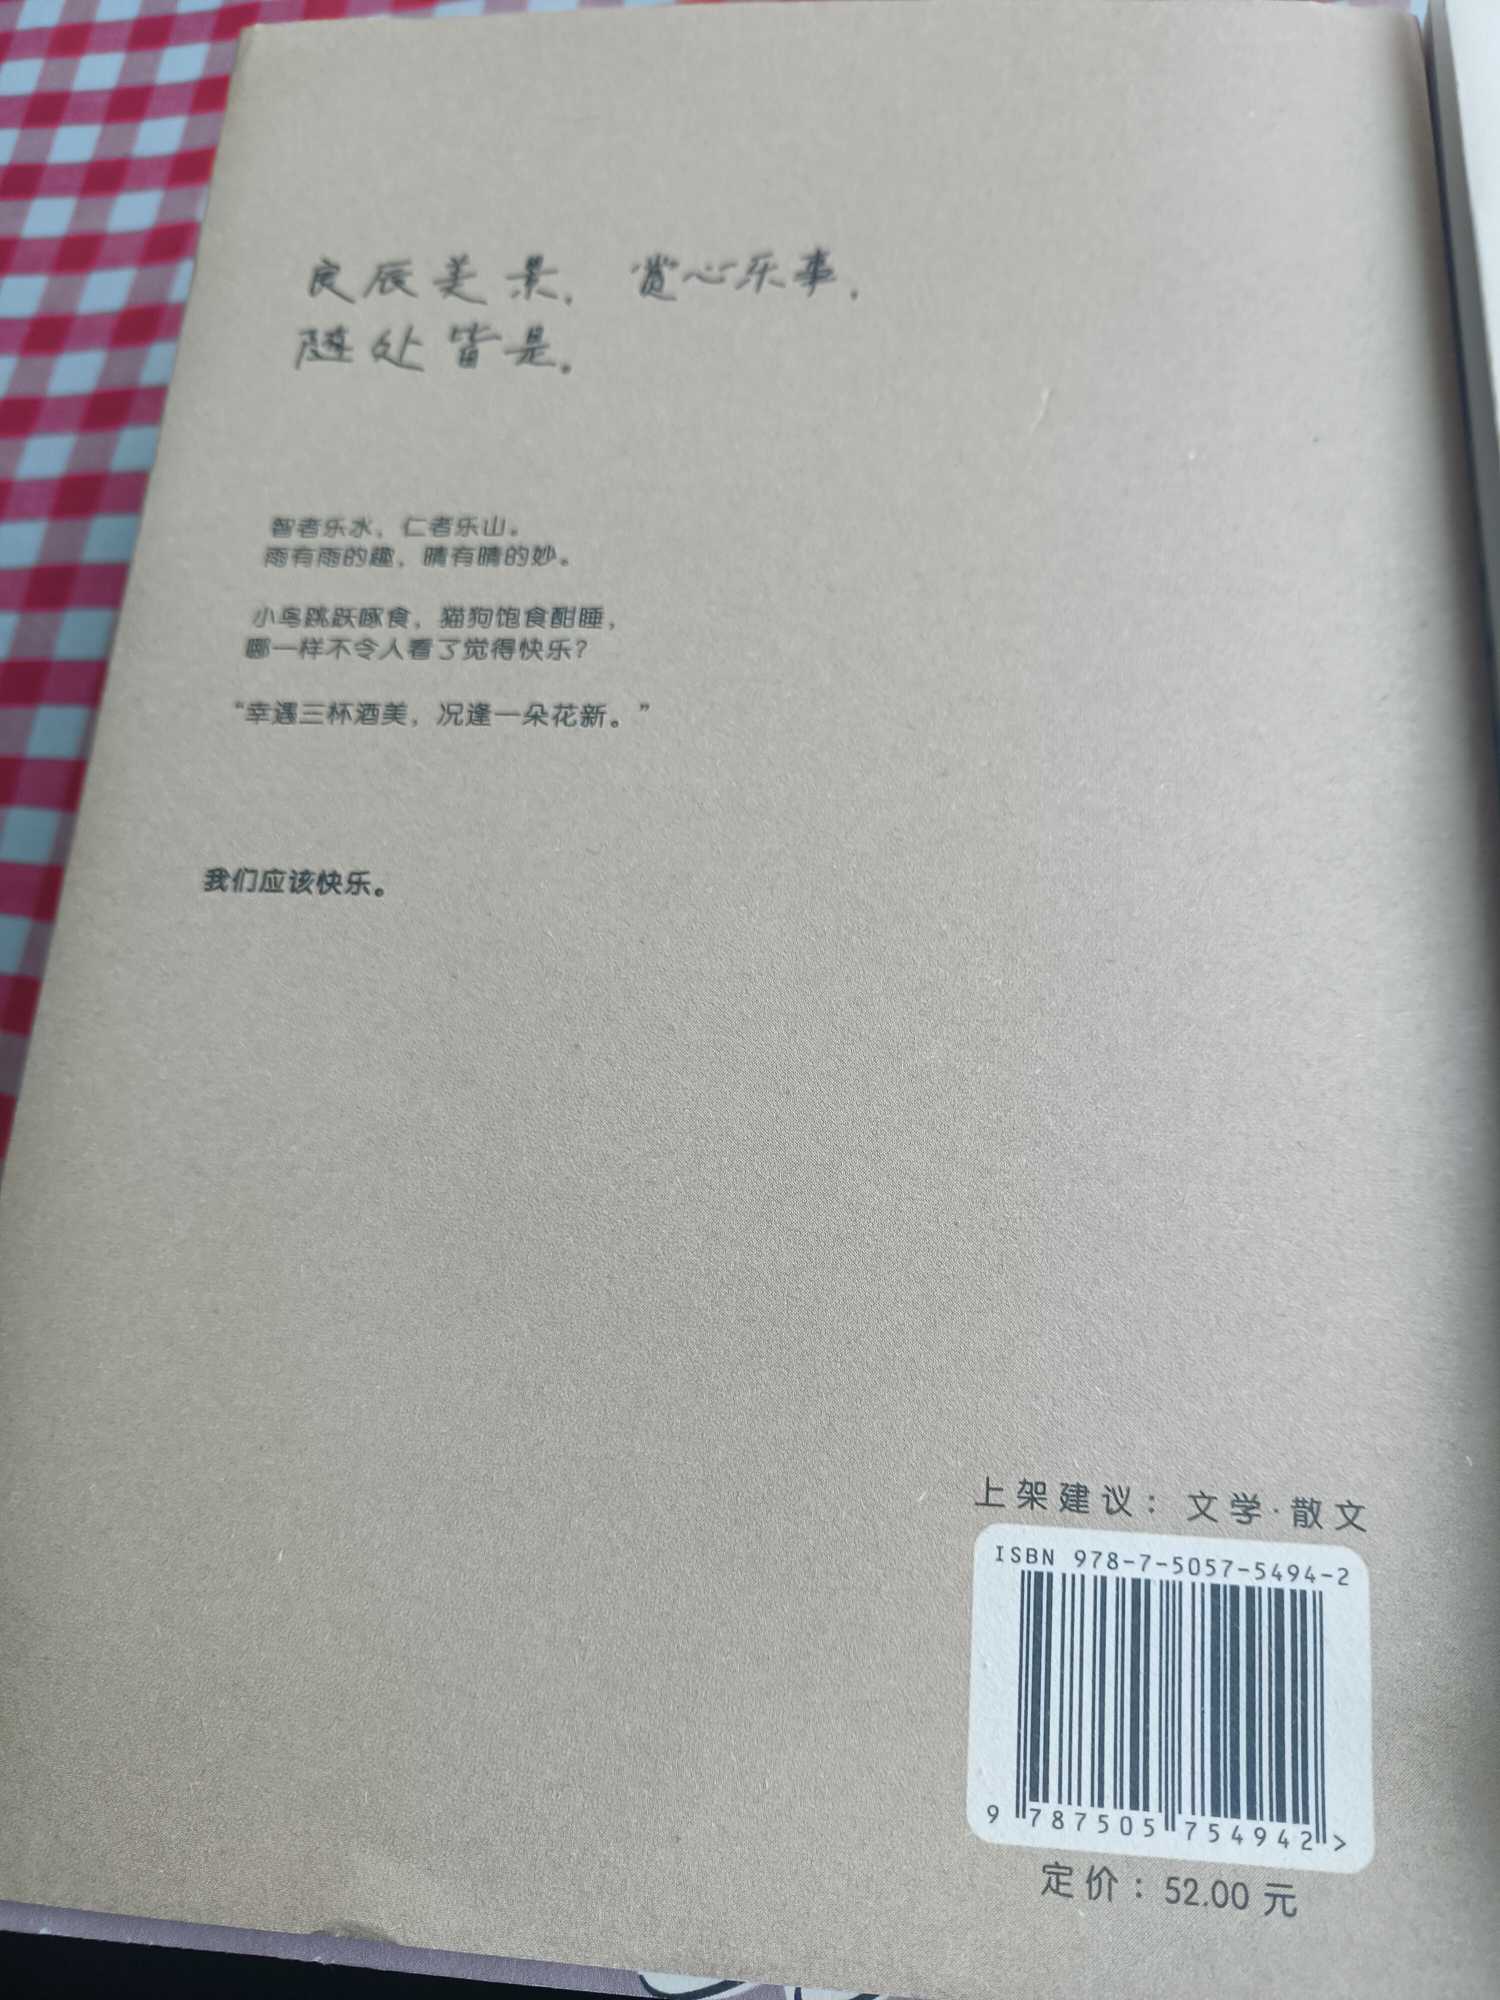 良辰美景，赏心乐事，
随处皆是。
智者乐水，仁者乐山。
雨有雨的趣，晴有晴的妙。
小鸟跳跃啄食，猫狗饱食酣睡，
哪一样不令人看了觉得快乐？
“幸遇三杯酒美，况逢一朵花新。”
我们应该快乐。
上架建议：文学·散文
ISBN 978-7-5057-5494-2
9 787505 754942 >
定价：52.00 元